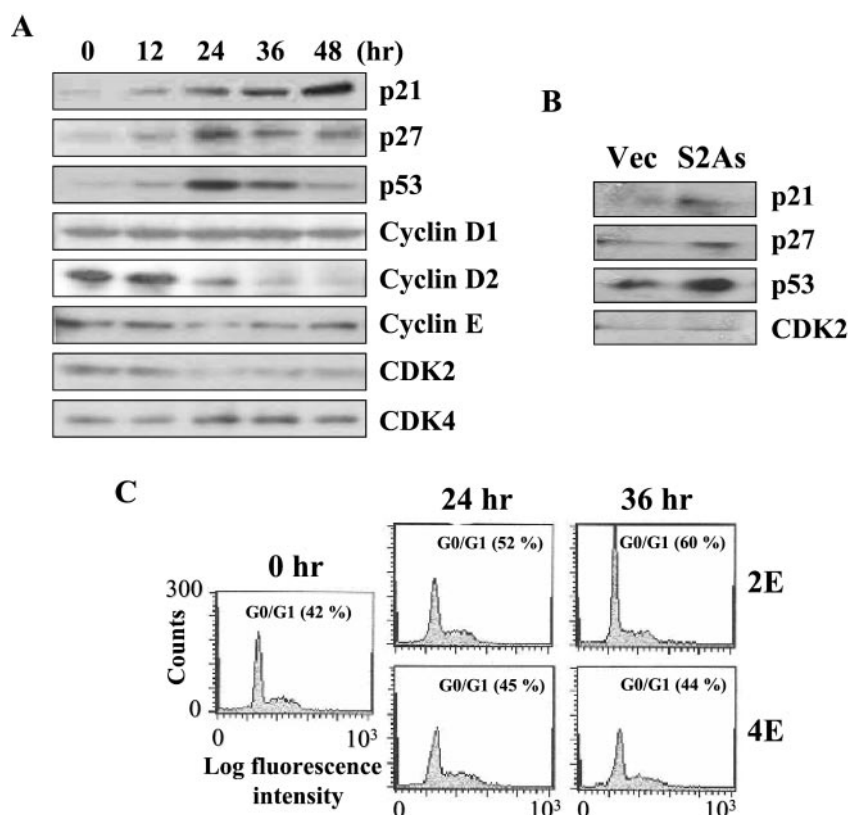 A
0 12 24 36 48 (hr)
p21
p27
p53
Cyclin D1
Cyclin D2
Cyclin E
CDK2
CDK4
B
Vec S2As
p21
p27
p53
CDK2
C
24 hr 36 hr
G0/G1 (52 %) G0/G1 (60 %)
0 hr
2E
300
G0/G1 (42 %)
Counts
G0/G1 (45 %) G0/G1 (44 %)
0
4E
0 10³
Log fluorescence
intensity
0 10³ 0 10³